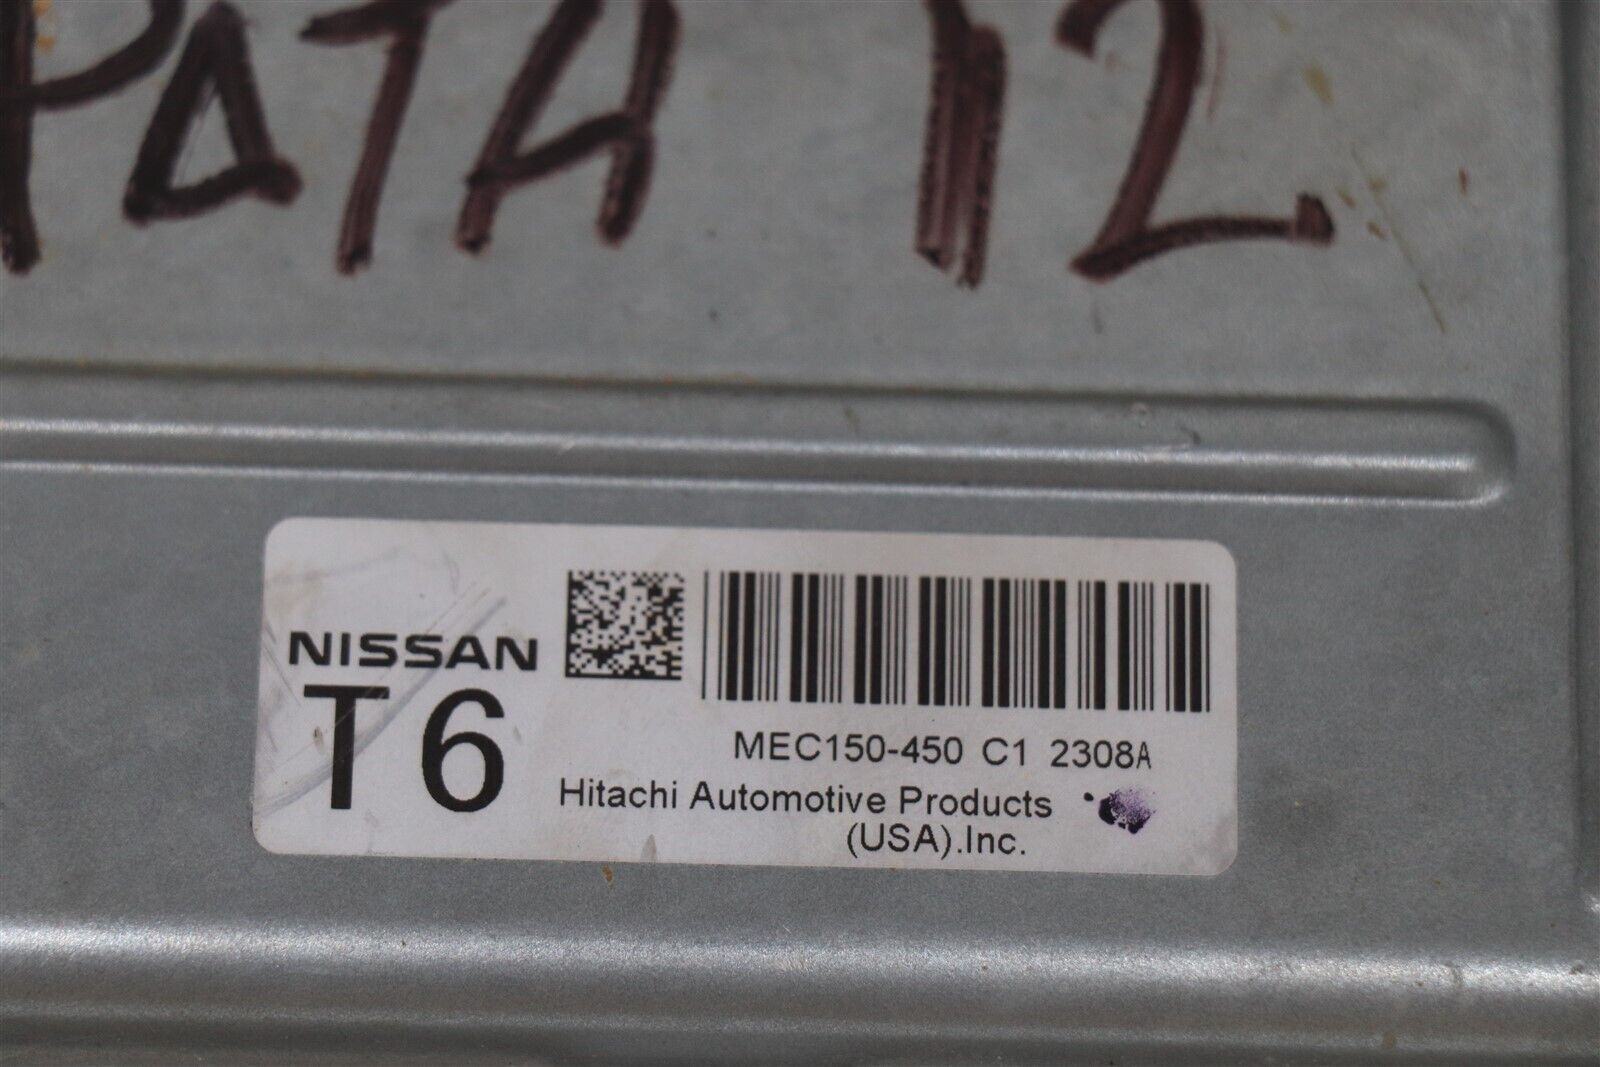 PATA 12
NISSAN
T6
MEC150-450 C1 2308A
Hitachi Automotive Products
(USA).Inc.